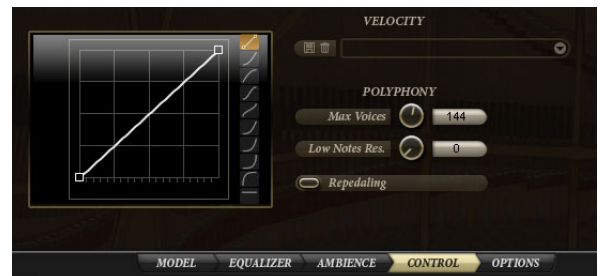 VELOCITY
POLYPHONY
Max Voices 144
Low Notes Res. 0
Repedaling
MODEL EQUALIZER AMBIENCE CONTROL OPTIONS